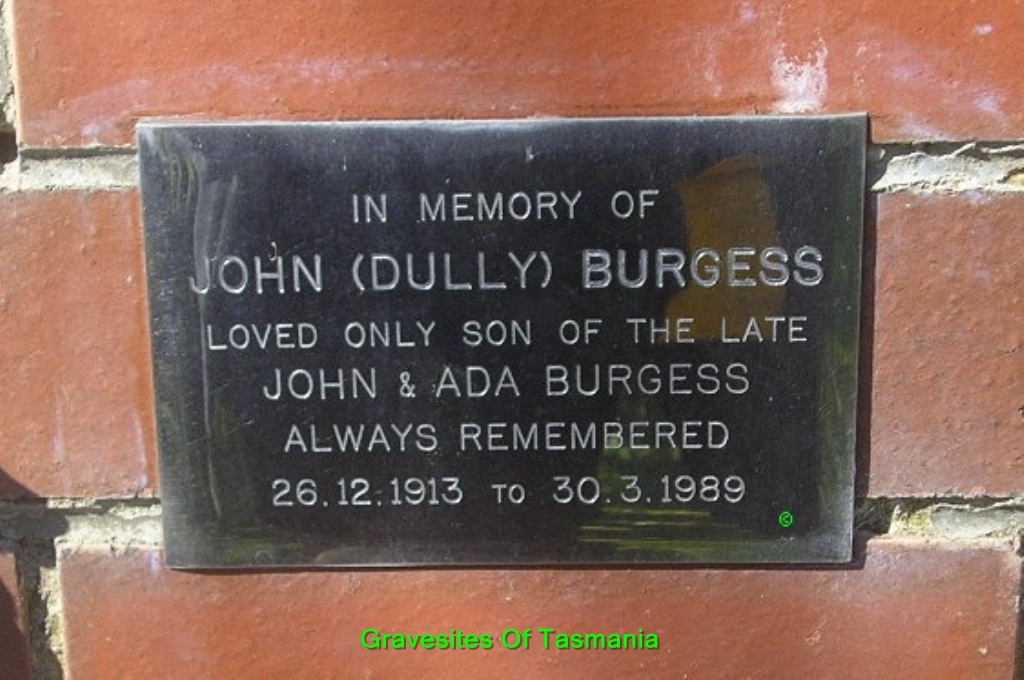 IN MEMORY OF
JOHN (DULLY) BURGESS
LOVED ONLY SON OF THE LATE
JOHN & ADA BURGESS
ALWAYS REMEMBERED
26.12.1913 TO 30.3.1989
©
Gravesites Of Tasmania